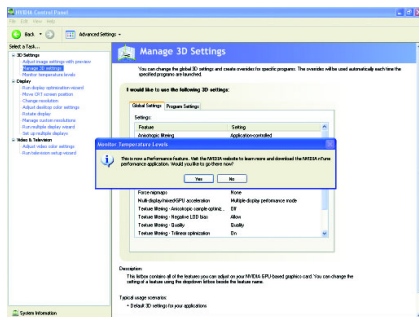 NVIDIA Control Panel
File Edit View Help
Back
Advanced Settings
Select a Task...
3D Settings
Adjust image settings with preview
Manage 3D settings
Monitor temperature levels
Display
Run display optimization wizard
Move CRT screen position
Change resolution
Adjust desktop color settings
Rotate display
Manage custom resolutions
Run multiple display wizard
Set up multiple displays
Video & Television
Adjust video color settings
Run television setup wizard
System Information
Manage 3D Settings
You can change the global 3D settings and create overrides for specific programs. The overrides will be used automatically each time the
specified programs are launched.
I would like to use the following 3D settings:
Global Settings
Program Settings
Settings:
Feature
Setting
Anisotropic filtering
Application-controlled
Monitor Temperature Levels
This is now a Performance feature. Visit the NVIDIA website to learn more and download the NVIDIA nTune
performance application. Would you like to go there now?
Yes
No
Force mipmaps
None
Multi-display/mixed-GPU acceleration
Multiple display performance mode
Texture filtering - Anisotropic sample optimiz...
Off
Texture filtering - Negative LOD bias
Allow
Texture filtering - Quality
Quality
Texture filtering - Trilinear optimization
On
Description:
This listbox contains all of the features you can adjust on your NVIDIA GPU-based graphics card. You can change the
setting of a feature using the dropdown listbox beside the feature name.
Typical usage scenarios:
• Default 3D settings for your applications